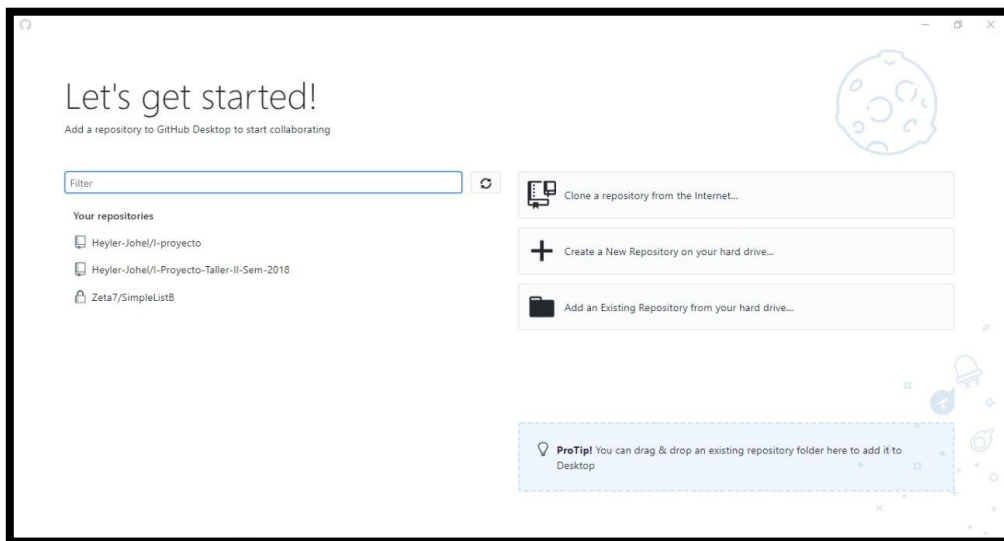 Let's get started!
Add a repository to GitHub Desktop to start collaborating
Filter
Your repositories
Heyler-Johel/I-proyecto
Heyler-Johel/I-Proyecto-Taller-II-Sem-2018
Zeta7/SimpleListB
Clone a repository from the Internet...
Create a New Repository on your hard drive...
Add an Existing Repository from your hard drive...
ProTip! You can drag & drop an existing repository folder here to add it to
Desktop